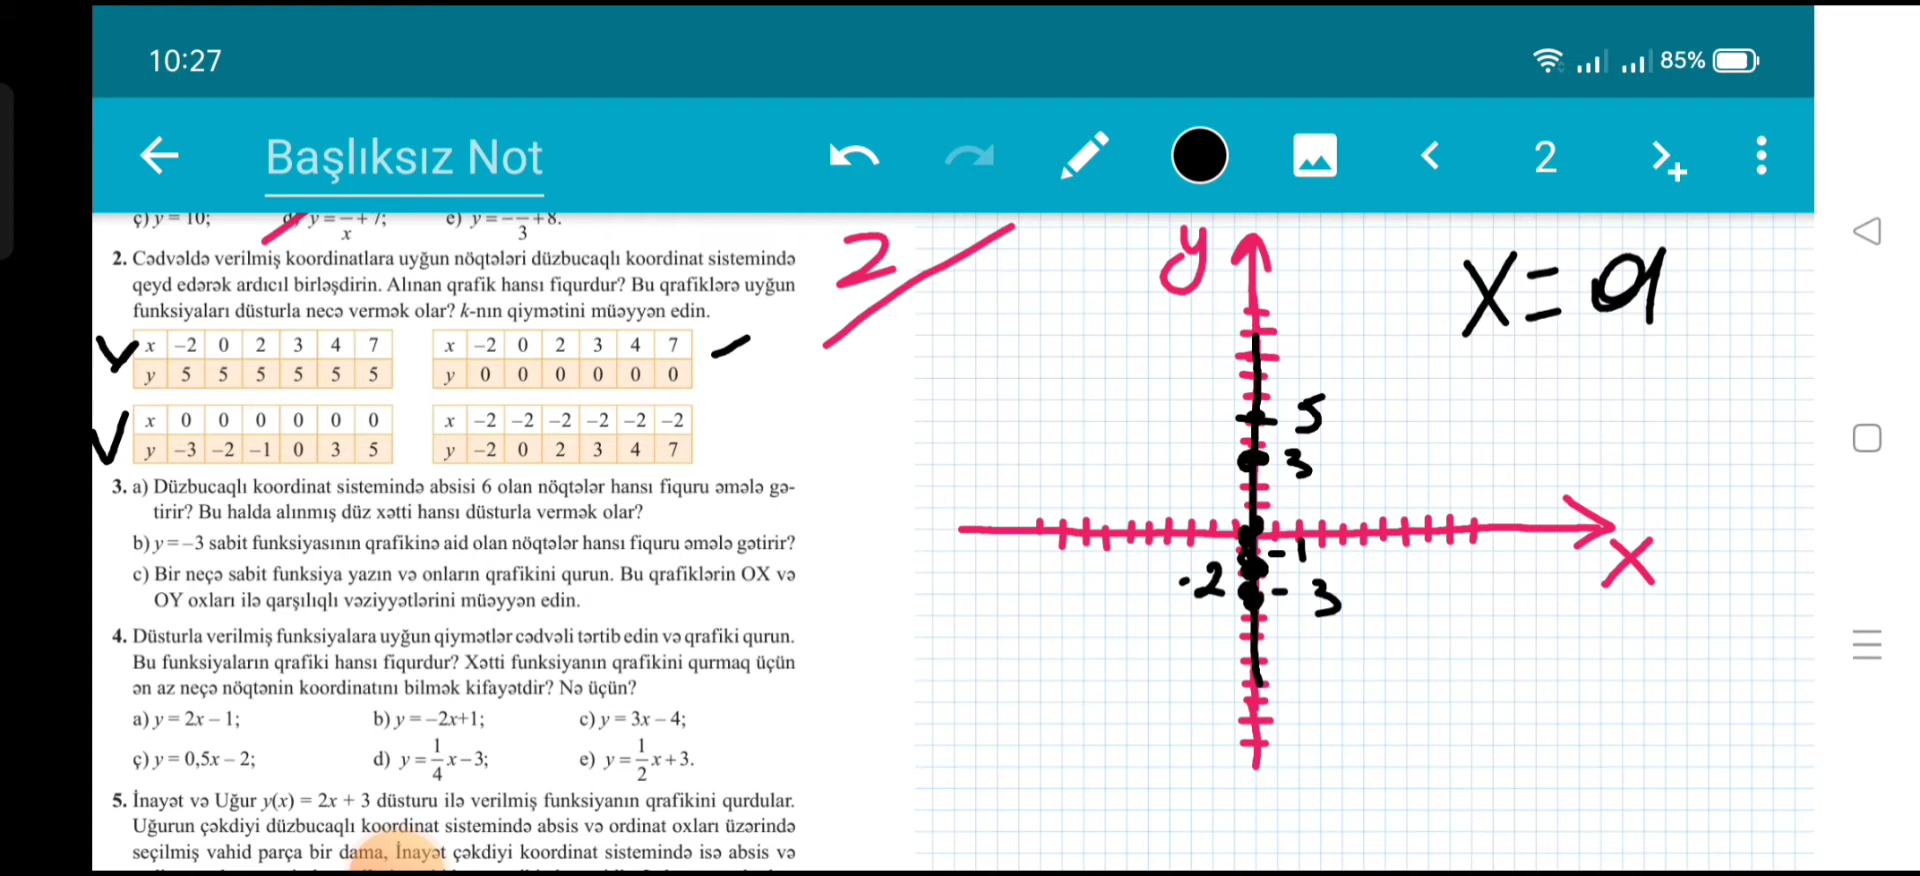 10:27
85%
Başlıksız Not
2
ç) y = 10;
y = — + 7;
x
e) y = — + 8.
3
2. Cədvəldə verilmiş koordinatlara uyğun nöqtələri düzbucaqlı koordinat sistemində
qeyd edərək ardıcıl birləşdirin. Alınan qrafik hansı fiqurdur? Bu qrafiklərə uyğun
funksiyaları düsturla necə vermək olar? k-nın qiymətini müəyyən edin.
x −2 0 2 3 4 7
y 5 5 5 5 5 5
x −2 0 2 3 4 7
y 0 0 0 0 0 0
x 0 0 0 0 0 0
y −3 −2 −1 0 3 5
x −2 −2 −2 −2 −2 −2
y −2 0 2 3 4 7
3. a) Düzbucaqlı koordinat sistemində absisi 6 olan nöqtələr hansı fiquru əmələ gə-
tirir? Bu halda alınmış düz xətti hansı düsturla vermək olar?
b) y = −3 sabit funksiyasının qrafikinə aid olan nöqtələr hansı fiquru əmələ gətirir?
c) Bir neçə sabit funksiya yazın və onların qrafikini qurun. Bu qrafiklərin OX və
OY oxları ilə qarşılıqlı vəziyyətlərini müəyyən edin.
4. Düsturla verilmiş funksiyalara uyğun qiymətlər cədvəli tərtib edin və qrafiki qurun.
Bu funksiyaların qrafiki hansı fiqurdur? Xətti funksiyanın qrafikini qurmaq üçün
ən az neçə nöqtənin koordinatını bilmək kifayətdir? Nə üçün?
a) y = 2x – 1;
b) y = −2x+1;
c) y = 3x – 4;
ç) y = 0,5x – 2;
d) y = 1/4 x − 3;
e) y = 1/2 x + 3.
5. İnayət və Uğur y(x) = 2x + 3 düsturu ilə verilmiş funksiyanın qrafikini qurdular.
Uğurun çəkdiyi düzbucaqlı koordinat sistemində absis və ordinat oxları üzərində
seçilmiş vahid parça bir dama, İnayət çəkdiyi koordinat sistemində isə absis və
2
y
x = a
5
3
-1
-2
-3
x